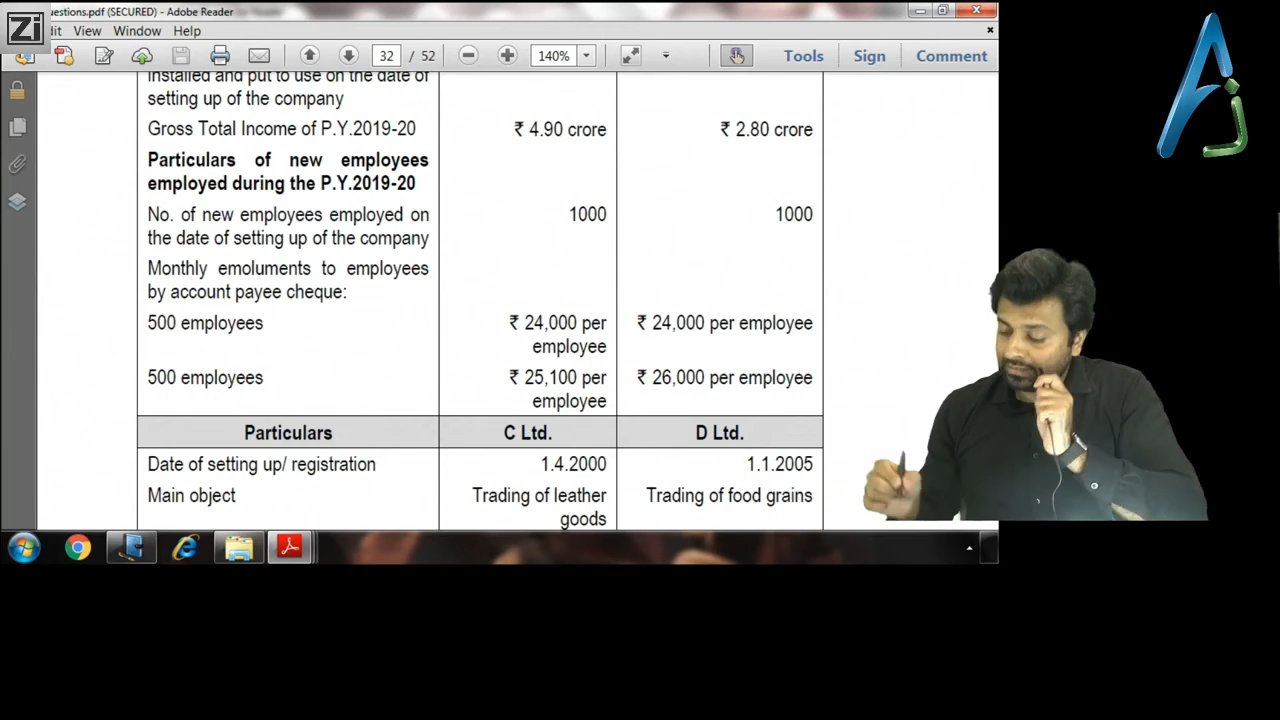 uestions.pdf (SECURED) - Adobe Reader
Zi
dit View Window Help
32 / 52 140% Tools Sign Comment
installed and put to use on the date of
setting up of the company
Gross Total Income of P.Y.2019-20 ₹ 4.90 crore ₹ 2.80 crore
Particulars of new employees
employed during the P.Y.2019-20
No. of new employees employed on 1000 1000
the date of setting up of the company
Monthly emoluments to employees
by account payee cheque:
500 employees ₹ 24,000 per ₹ 24,000 per employee
employee
500 employees ₹ 25,100 per ₹ 26,000 per employee
employee
Particulars C Ltd. D Ltd.
Date of setting up/ registration 1.4.2000 1.1.2005
Main object Trading of leather Trading of food grains
goods